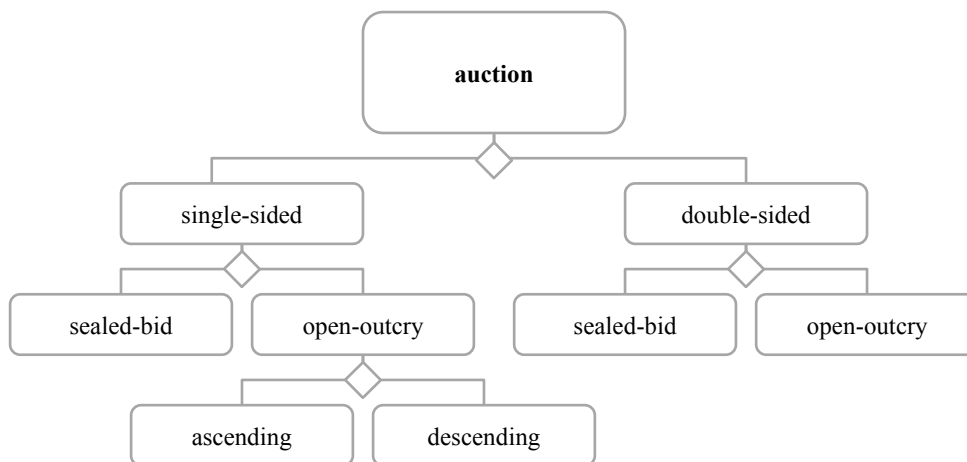 auction
single-sided
double-sided
sealed-bid
open-outcry
sealed-bid
open-outcry
ascending
descending